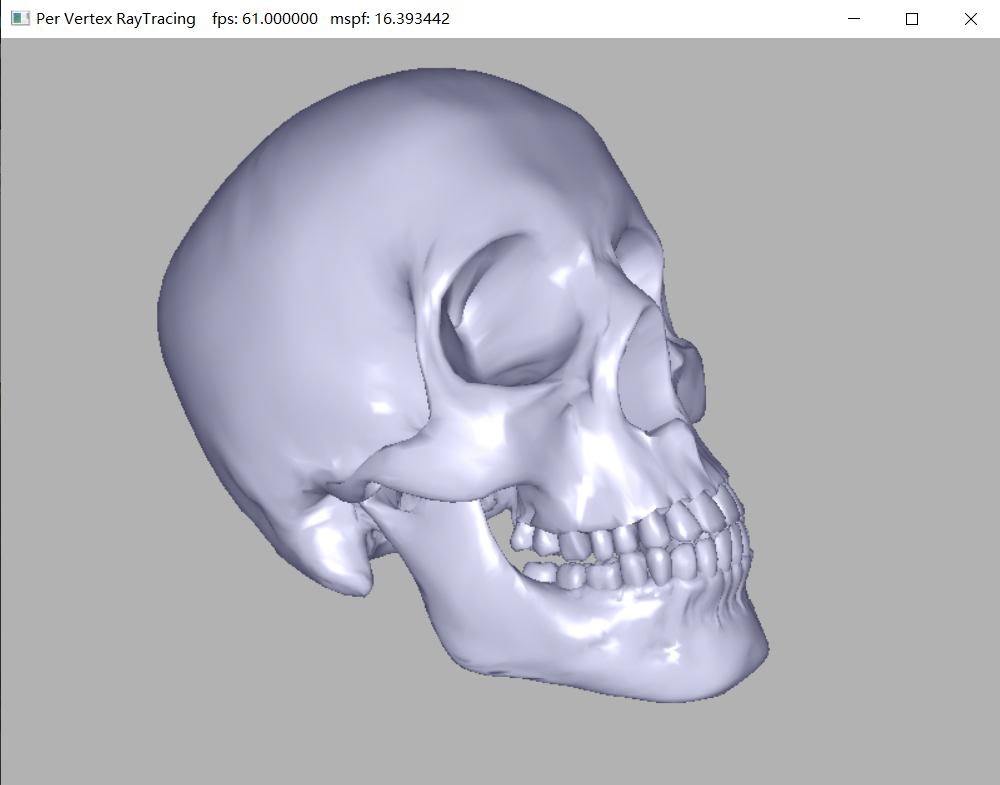 Per Vertex RayTracing    fps: 61.000000   mspf: 16.393442